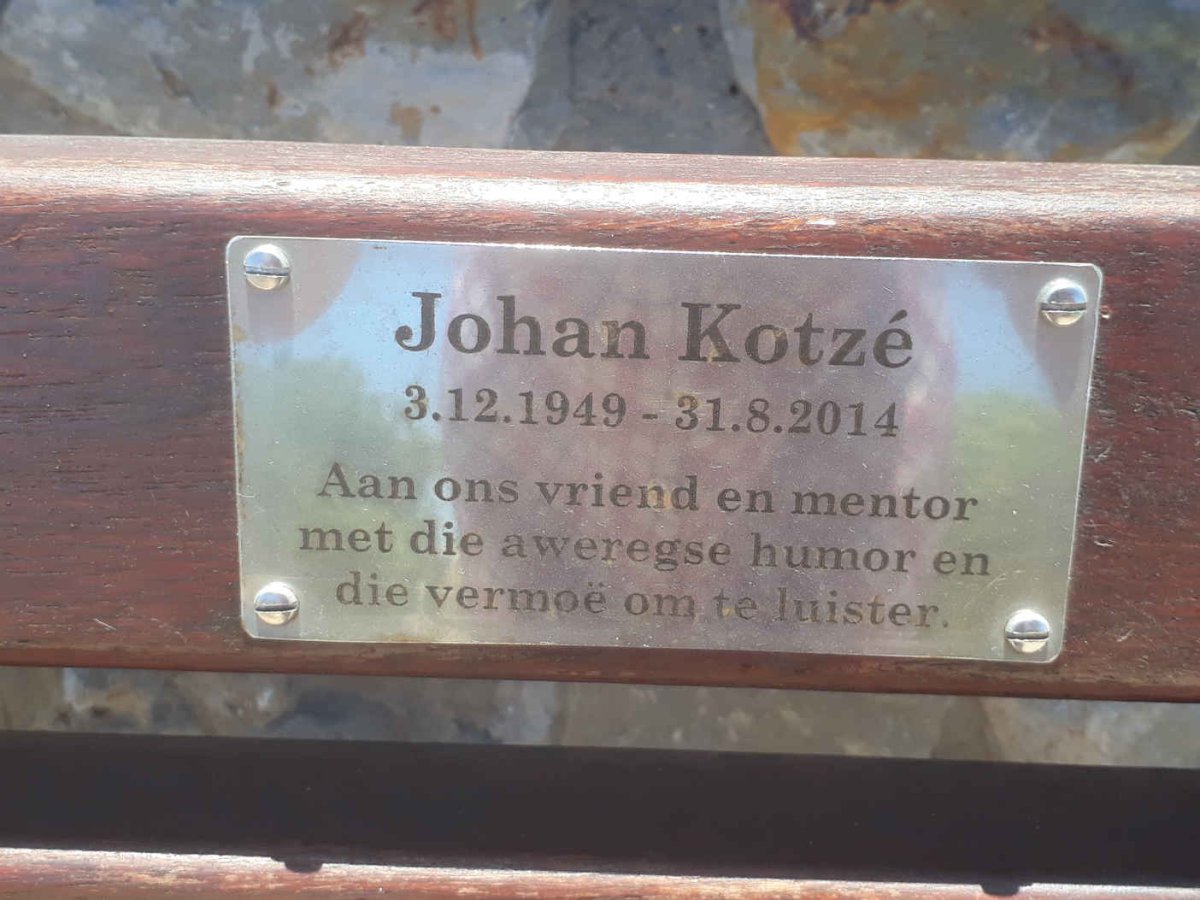 Johan Kotzé
3.12.1949 - 31.8.2014
Aan ons vriend en mentor
met die aweregse humor en
die vermoë om te luister.